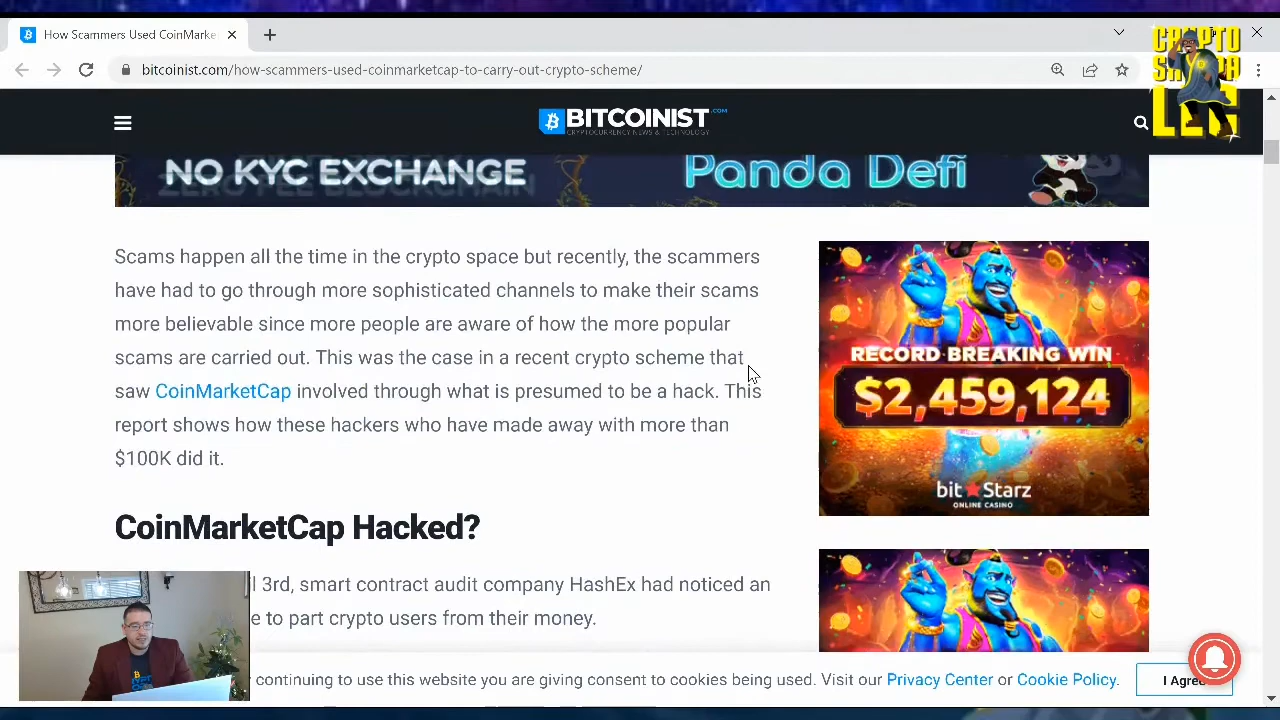 How Scammers Used CoinMarke
bitcoinist.com/how-scammers-used-coinmarketcap-to-carry-out-crypto-scheme/
CRYPTO
LEO
BITCOINIST.COM
CRYPTOCURRENCY NEWS & TECHNOLOGY
NO KYC EXCHANGE
Panda Defi
Scams happen all the time in the crypto space but recently, the scammers
have had to go through more sophisticated channels to make their scams
more believable since more people are aware of how the more popular
scams are carried out. This was the case in a recent crypto scheme that
saw CoinMarketCap involved through what is presumed to be a hack. This
report shows how these hackers who have made away with more than
$100K did it.
RECORD BREAKING WIN
$2,459,124
bitStarz
ONLINE CASINO
CoinMarketCap Hacked?
l 3rd, smart contract audit company HashEx had noticed an
e to part crypto users from their money.
continuing to use this website you are giving consent to cookies being used. Visit our Privacy Center or Cookie Policy.
I Agree